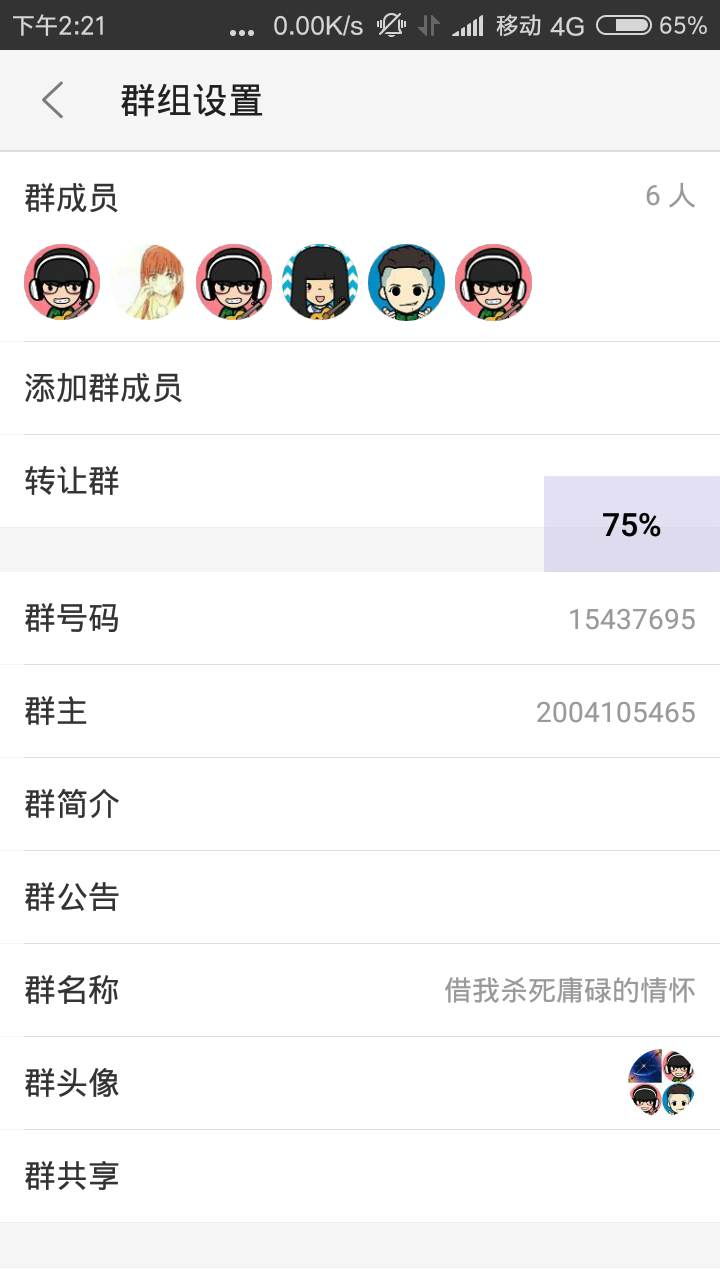 下午2:21 ... 0.00K/s 移动 4G 65%
群组设置
群成员 6 人
添加群成员
转让群
75%
群号码 15437695
群主 2004105465
群简介
群公告
群名称 借我杀死庸碌的情怀
群头像
群共享